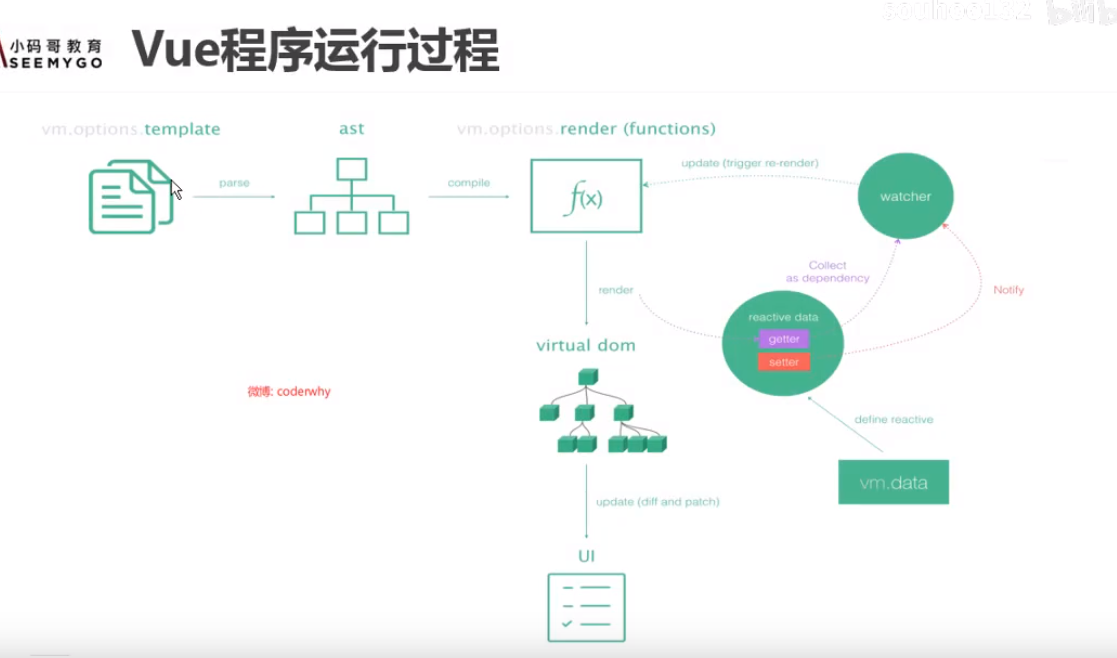 小码哥教育
SEEMYGO
Vue程序运行过程
vm.options.template
ast
vm.options.render (functions)
parse
compile
f(x)
update (trigger re-render)
watcher
Collect
as dependency
Notify
render
reactive data
getter
setter
virtual dom
微博: coderwhy
define reactive
vm.data
update (diff and patch)
UI